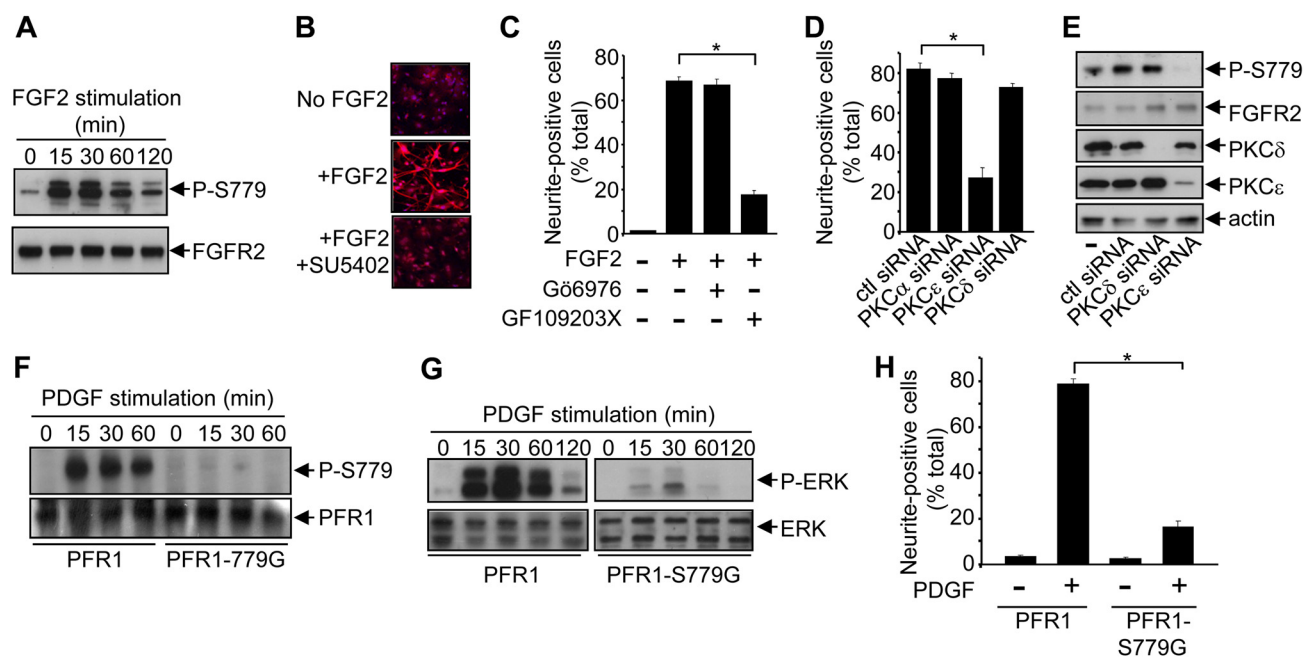 A
FGF2 stimulation
(min)
0 15 30 60 120
P-S779
FGFR2
B
No FGF2
+FGF2
+FGF2
+SU5402
C
Neurite-positive cells
(% total)
80
60
40
20
0
*
FGF2 - + + +
Gö6976 - - + -
GF109203X - - - +
D
Neurite-positive cells
(% total)
80
60
40
20
0
*
ctl siRNA
PKCα siRNA
PKCε siRNA
PKCδ siRNA
E
P-S779
FGFR2
PKCδ
PKCε
actin
-
ctl siRNA
PKCδ siRNA
PKCε siRNA
F
PDGF stimulation (min)
0 15 30 60 0 15 30 60
P-S779
PFR1
PFR1 PFR1-779G
G
PDGF stimulation (min)
0 15 30 60 120 0 15 30 60 120
P-ERK
ERK
PFR1 PFR1-S779G
H
Neurite-positive cells
(% total)
80
60
40
20
0
*
PDGF - + - +
PFR1 PFR1-
S779G